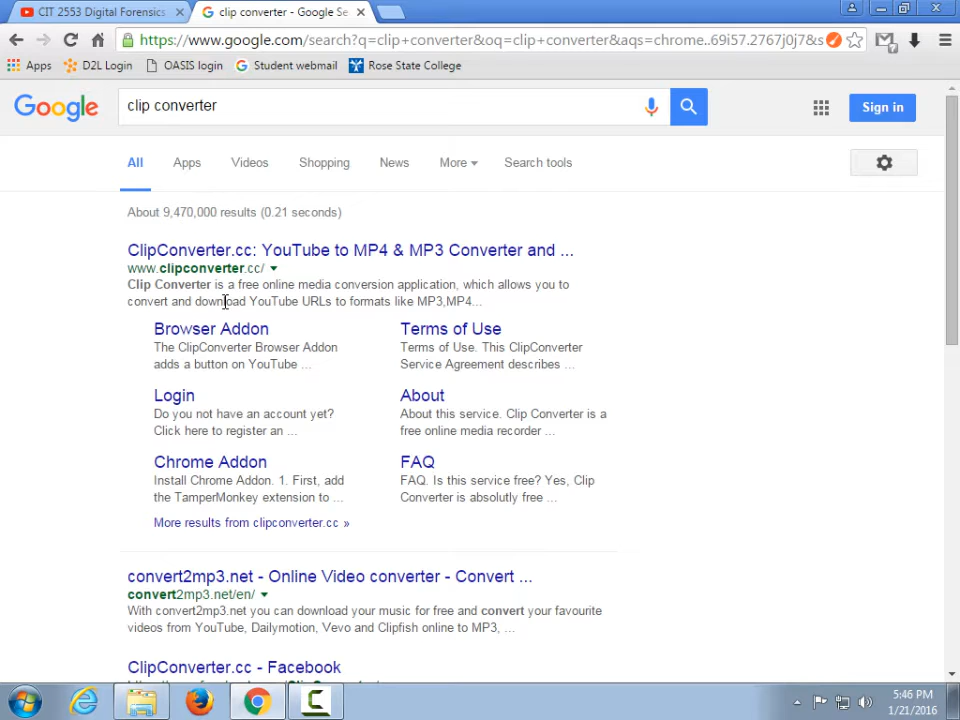 CIT 2553 Digital Forensics
clip converter - Google Se
https://www.google.com/search?q=clip+converter&oq=clip+converter&aqs=chrome..69i57.2767j0j7&s
Apps
D2L Login
OASIS login
Student webmail
Rose State College
Google
clip converter
Sign in
All
Apps
Videos
Shopping
News
More
Search tools
About 9,470,000 results (0.21 seconds)
ClipConverter.cc: YouTube to MP4 & MP3 Converter and ...
www.clipconverter.cc/
Clip Converter is a free online media conversion application, which allows you to
convert and download YouTube URLs to formats like MP3,MP4...
Browser Addon
The ClipConverter Browser Addon
adds a button on YouTube ...
Terms of Use
Terms of Use. This ClipConverter
Service Agreement describes ...
Login
Do you not have an account yet?
Click here to register an ...
About
About this service. Clip Converter is a
free online media recorder ...
Chrome Addon
Install Chrome Addon. 1. First, add
the TamperMonkey extension to ...
FAQ
FAQ. Is this service free? Yes, Clip
Converter is absolutly free ...
More results from clipconverter.cc »
convert2mp3.net - Online Video converter - Convert ...
convert2mp3.net/en/
With convert2mp3.net you can download your music for free and convert your favourite
videos from YouTube, Dailymotion, Vevo and Clipfish online to MP3, ...
ClipConverter.cc - Facebook
5:46 PM
1/21/2016